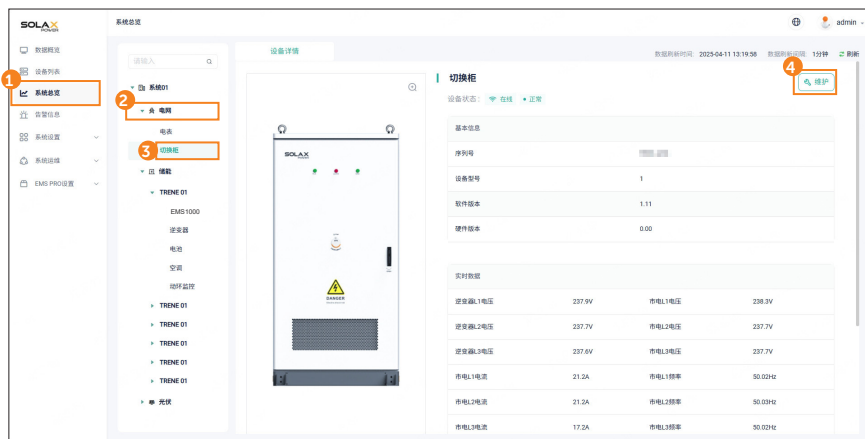 SOLAX
POWER
系统总览
admin
数据概览
设备列表
1
系统总览
告警信息
系统设置
系统运维
EMS PRO设置
请输入
系统01
2
电网
电表
3
切换柜
储能
TRENE 01
EMS1000
逆变器
电池
空调
动环监控
TRENE 01
TRENE 01
TRENE 01
TRENE 01
TRENE 01
光伏
设备详情
数据刷新时间: 2025-04-11 13:19:58 数据刷新间隔: 1分钟 刷新
SOLAX
POWER
DANGER
切换柜
4
维护
设备状态: 在线 正常
基本信息
序列号
设备型号 1
软件版本 1.11
硬件版本 0.00
实时数据
逆变器L1电压 237.9V 市电L1电压 238.3V
逆变器L2电压 237.7V 市电L2电压 237.7V
逆变器L3电压 237.6V 市电L3电压 237.7V
市电L1电流 21.2A 市电L1频率 50.02Hz
市电L2电流 21.2A 市电L2频率 50.03Hz
市电L3电流 17.2A 市电L3频率 50.02Hz